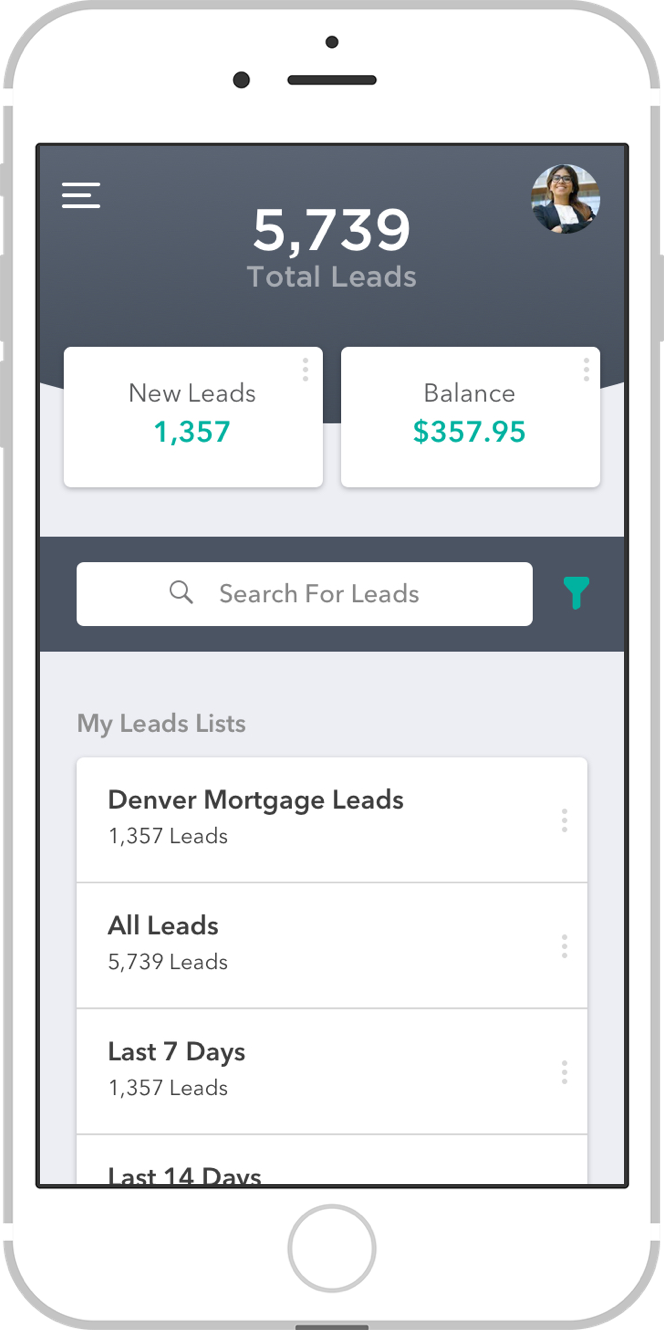 5,739
Total Leads
New Leads
1,357
Balance
$357.95
Search For Leads
My Leads Lists
Denver Mortgage Leads
1,357 Leads
All Leads
5,739 Leads
Last 7 Days
1,357 Leads
Last 14 Days